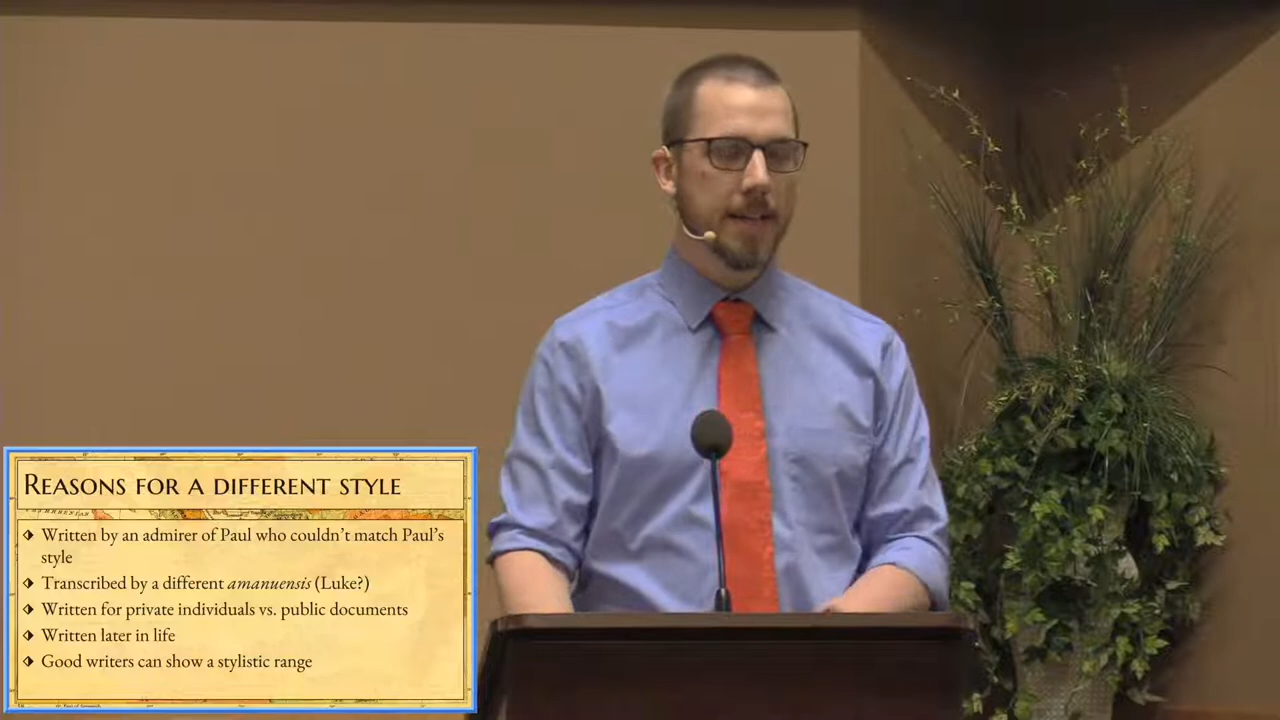 Reasons for a different style
Written by an admirer of Paul who couldn't match Paul's
style
Transcribed by a different amanuensis (Luke?)
Written for private individuals vs. public documents
Written later in life
Good writers can show a stylistic range